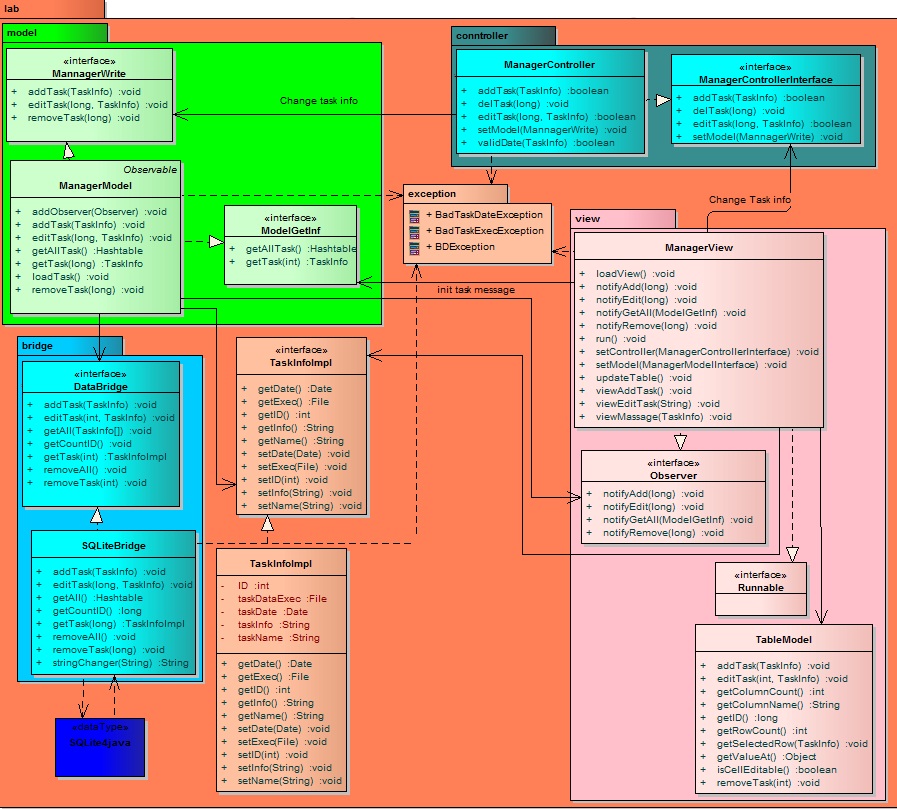 lab
model
«interface»
MannagerWrite
+ addTask(TaskInfo) :void
+ editTask(long, TaskInfo) :void
+ removeTask(long) :void
Change task info
Observable
ManagerModel
+ addObserver(Observer) :void
+ addTask(TaskInfo) :void
+ editTask(long, TaskInfo) :void
+ getAllTask() :Hashtable
+ getTask(long) :TaskInfo
+ loadTask() :void
+ removeTask(long) :void
«interface»
ModelGetInf
+ getAllTask() :Hashtable
+ getTask(int) :TaskInfo
conntroller
ManagerController
+ addTask(TaskInfo) :boolean
+ delTask(long) :void
+ editTask(long, TaskInfo) :boolean
+ setModel(MannagerWrite) :void
+ validDate(TaskInfo) :boolean
«interface»
ManagerControllerInterface
+ addTask(TaskInfo) :boolean
+ delTask(long) :void
+ editTask(long, TaskInfo) :boolean
+ setModel(MannagerWrite) :void
exception
+ BadTaskDateException
+ BadTaskExecException
+ BDException
Change Task info
init task message
view
ManagerView
+ loadView() :void
+ notifyAdd(long) :void
+ notifyEdit(long) :void
+ notifyGetAll(ModelGetInf) :void
+ notifyRemove(long) :void
+ run() :void
+ setController(ManagerControllerInterface) :void
+ setModel(ManagerModelInterface) :void
+ updateTable() :void
+ viewAddTask() :void
+ viewEditTask(String) :void
+ viewMassage(TaskInfo) :void
«interface»
Observer
+ notifyAdd(long) :void
+ notifyEdit(long) :void
+ notifyGetAll(ModelGetInf) :void
+ notifyRemove(long) :void
«interface»
Runnable
TableModel
+ addTask(TaskInfo) :void
+ editTask(int, TaskInfo) :void
+ getColumnCount() :int
+ getColumnName() :String
+ getID() :long
+ getRowCount() :int
+ getSelectedRow(TaskInfo) :void
+ getValueAt() :Object
+ isCellEditable() :boolean
+ removeTask(int) :void
bridge
«interface»
DataBridge
+ addTask(TaskInfo) :void
+ editTask(int, TaskInfo) :void
+ getAll(TaskInfo[]) :void
+ getCountID() :void
+ getTask(int) :TaskInfoImpl
+ removeAll() :void
+ removeTask(int) :void
SQLiteBridge
+ addTask(TaskInfo) :void
+ editTask(long, TaskInfo) :void
+ getAll() :Hashtable
+ getCountID() :long
+ getTask(long) :TaskInfoImpl
+ removeAll() :void
+ removeTask(long) :void
+ stringChanger(String) :String
«dataType»
SQLite4java
«interface»
TaskInfoImpl
+ getDate() :Date
+ getExec() :File
+ getID() :int
+ getInfo() :String
+ getName() :String
+ setDate(Date) :void
+ setExec(File) :void
+ setID(int) :void
+ setInfo(String) :void
+ setName(String) :void
TaskInfoImpl
- ID :int
- taskDataExec :File
- taskDate :Date
- taskInfo :String
- taskName :String
+ getDate() :Date
+ getExec() :File
+ getID() :int
+ getInfo() :String
+ getName() :String
+ setDate(Date) :void
+ setExec(File) :void
+ setID(int) :void
+ setInfo(String) :void
+ setName(String) :void